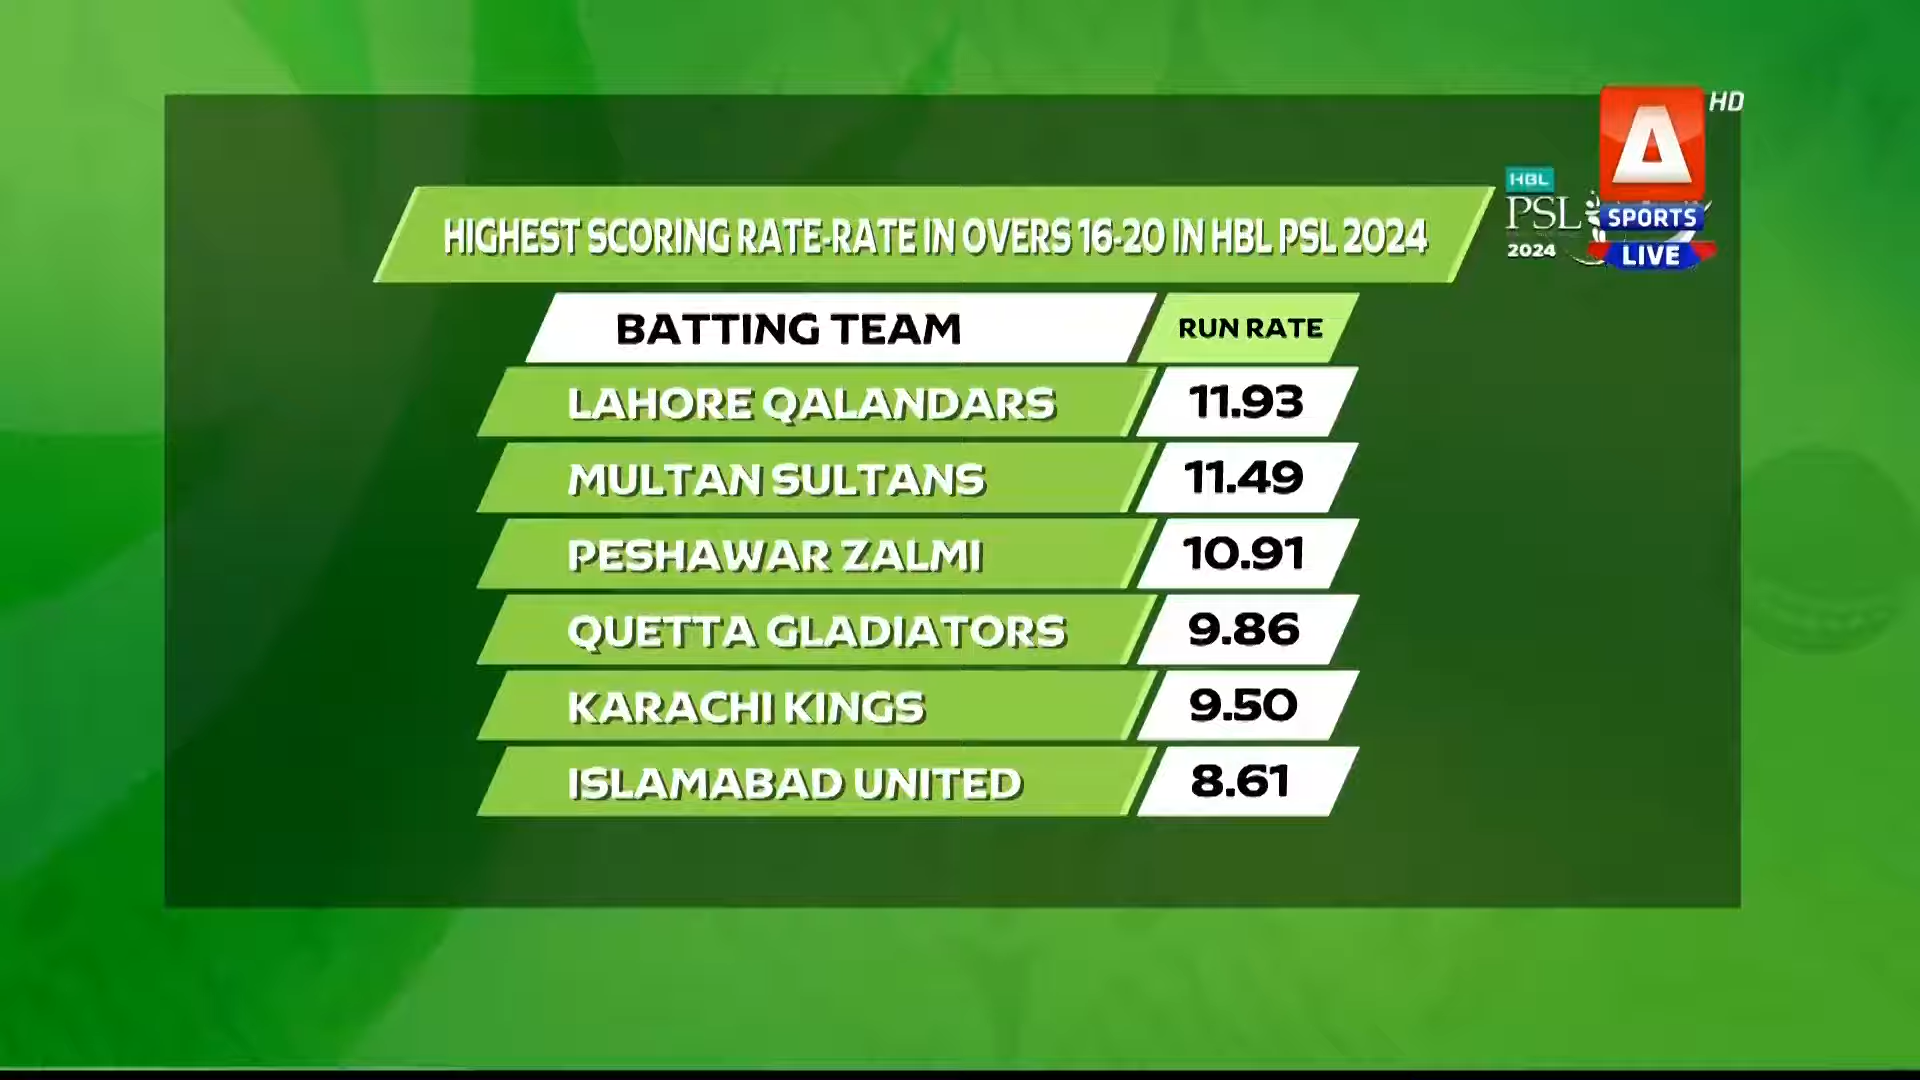 HD
A
HBL
PSL
2024
SPORTS
LIVE
HIGHEST SCORING RATE-RATE IN OVERS 16-20 IN HBL PSL 2024
BATTING TEAM RUN RATE
LAHORE QALANDARS 11.93
MULTAN SULTANS 11.49
PESHAWAR ZALMI 10.91
QUETTA GLADIATORS 9.86
KARACHI KINGS 9.50
ISLAMABAD UNITED 8.61